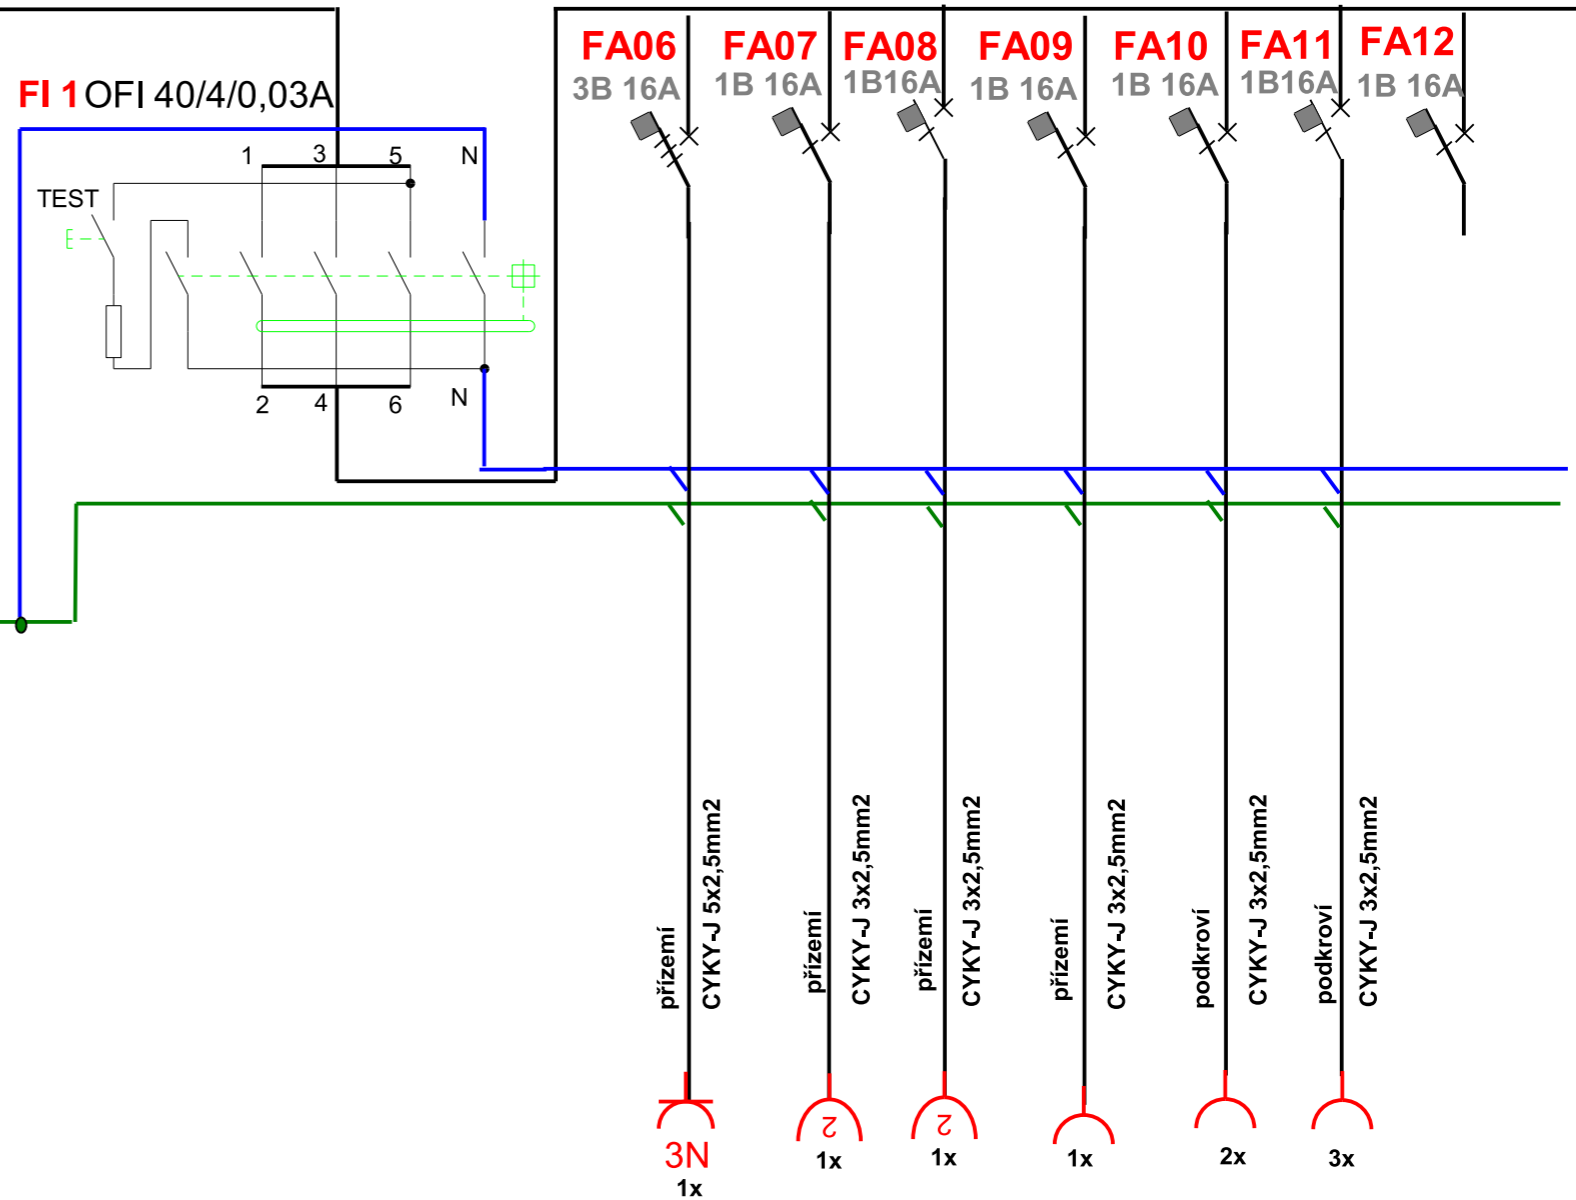 FA06
FA07
FA08
FA09
FA10
FA11
FA12
3B 16A
1B 16A
1B16A
1B 16A
1B 16A
1B16A
1B 16A
FI 1 OFI 40/4/0,03A
1
3
5
N
TEST
2
4
6
N
přízemí
CYKY-J 5x2,5mm2
přízemí
CYKY-J 3x2,5mm2
přízemí
CYKY-J 3x2,5mm2
přízemí
CYKY-J 3x2,5mm2
podkroví
CYKY-J 3x2,5mm2
podkroví
CYKY-J 3x2,5mm2
3N
1x
2
1x
2
1x
1x
2x
3x